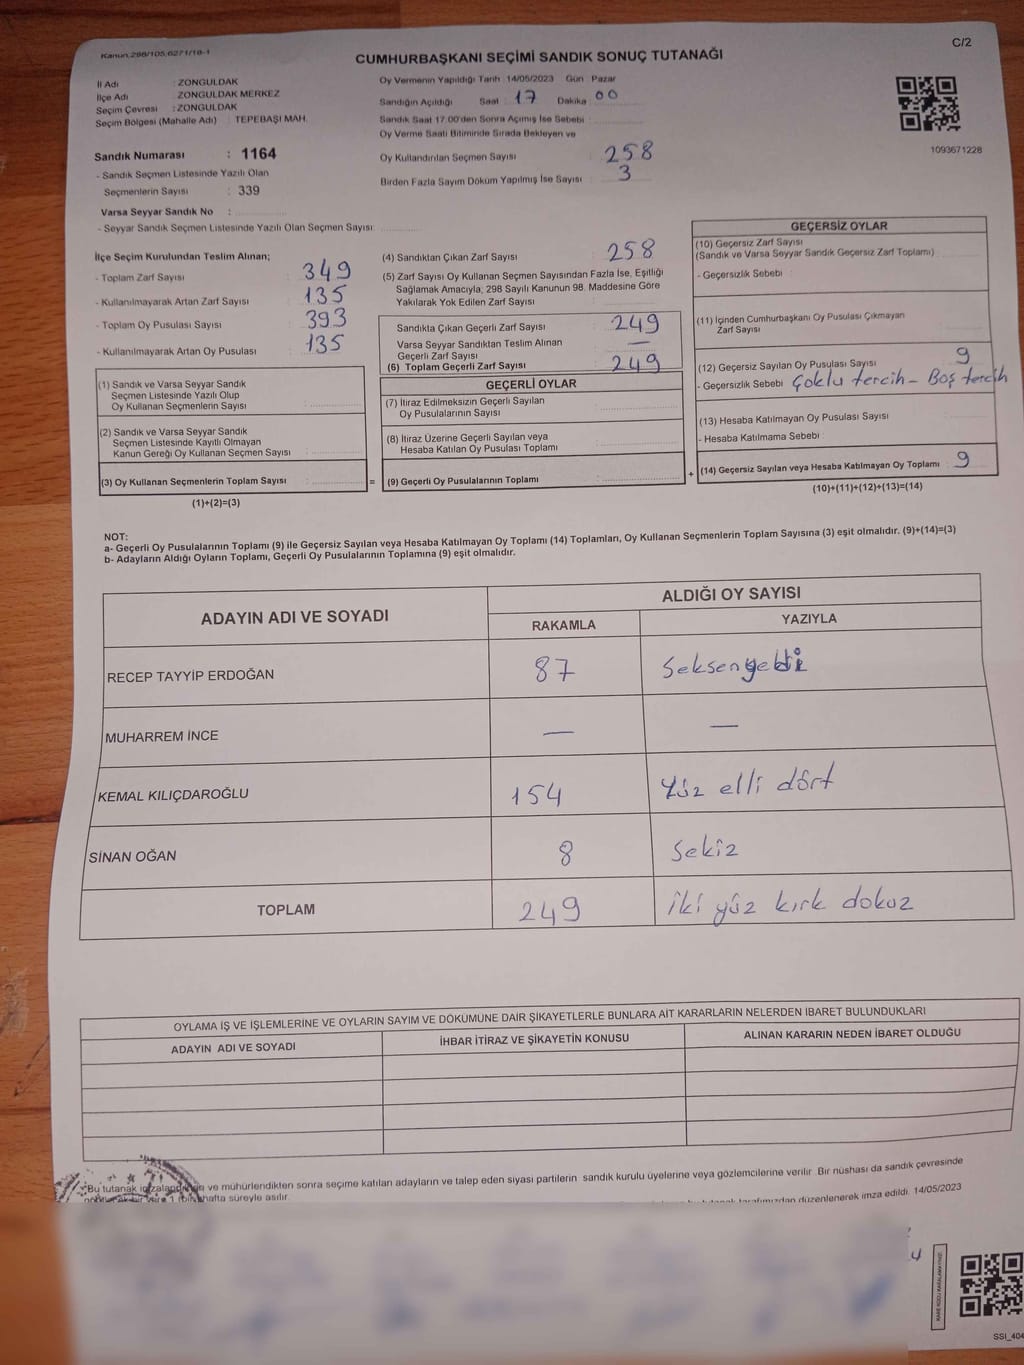 Kanun:298/105,6271/18-1
C/2
CUMHURBAŞKANI SEÇİMİ SANDIK SONUÇ TUTANAĞI
İl Adı : ZONGULDAK
İlçe Adı : ZONGULDAK MERKEZ
Seçim Çevresi : ZONGULDAK
Seçim Bölgesi (Mahalle Adı) : TEPEBAŞI MAH.
Sandık Numarası : 1164
- Sandık Seçmen Listesinde Yazılı Olan
Seçmenlerin Sayısı : 339
Varsa Seyyar Sandık No :
- Seyyar Sandık Seçmen Listesinde Yazılı Olan Seçmen Sayısı:
Oy Vermenin Yapıldığı Tarih : 14/05/2023 Gün : Pazar
Sandığın Açıldığı Saat : 17 Dakika : 00
Sandık Saat 17:00'den Sonra Açımış İse Sebebi :
Oy Verme Saati Bitiminde Sırada Bekleyen ve
Oy Kullandırılan Seçmen Sayısı : 258
Birden Fazla Sayım Döküm Yapılmış İse Sayısı : 3
1093671228
İlçe Seçim Kurulundan Teslim Alınan;
- Toplam Zarf Sayısı : 349
- Kullanılmayarak Artan Zarf Sayısı : 135
- Toplam Oy Pusulası Sayısı : 393
- Kullanılmayarak Artan Oy Pusulası : 135
(1) Sandık ve Varsa Seyyar Sandık
Seçmen Listesinde Yazılı Olup
Oy Kullanan Seçmenlerin Sayısı :
(2) Sandık ve Varsa Seyyar Sandık
Seçmen Listesinde Kayıtlı Olmayan
Kanun Gereği Oy Kullanan Seçmen Sayısı :
(3) Oy Kullanan Seçmenlerin Toplam Sayısı : =
(1)+(2)=(3)
(4) Sandıktan Çıkan Zarf Sayısı : 258
(5) Zarf Sayısı Oy Kullanan Seçmen Sayısından Fazla İse, Eşitliği
Sağlamak Amacıyla, 298 Sayılı Kanunun 98. Maddesine Göre
Yakılarak Yok Edilen Zarf Sayısı :
Sandıkta Çıkan Geçerli Zarf Sayısı : 249
Varsa Seyyar Sandıktan Teslim Alınan
Geçerli Zarf Sayısı : —
(6) Toplam Geçerli Zarf Sayısı : 249
GEÇERLİ OYLAR
(7) İtiraz Edilmeksizin Geçerli Sayılan
Oy Pusulalarının Sayısı :
(8) İtiraz Üzerine Geçerli Sayılan veya
Hesaba Katılan Oy Pusulası Toplamı :
(9) Geçerli Oy Pusulalarının Toplamı : +
GEÇERSİZ OYLAR
(10) Geçersiz Zarf Sayısı
(Sandık ve Varsa Seyyar Sandık Geçersiz Zarf Toplamı) :
- Geçersizlik Sebebi :
(11) İçinden Cumhurbaşkanı Oy Pusulası Çıkmayan
Zarf Sayısı :
(12) Geçersiz Sayılan Oy Pusulası Sayısı : 9
- Geçersizlik Sebebi : Çoklu tercih - Boş tercih
(13) Hesaba Katılmayan Oy Pusulası Sayısı :
- Hesaba Katılmama Sebebi :
(14) Geçersiz Sayılan veya Hesaba Katılmayan Oy Toplamı : 9
(10)+(11)+(12)+(13)=(14)
NOT:
a- Geçerli Oy Pusulalarının Toplamı (9) ile Geçersiz Sayılan veya Hesaba Katılmayan Oy Toplamı (14) Toplamları, Oy Kullanan Seçmenlerin Toplam Sayısına (3) eşit olmalıdır. (9)+(14)=(3)
b- Adayların Aldığı Oyların Toplamı, Geçerli Oy Pusulalarının Toplamına (9) eşit olmalıdır.
ADAYIN ADI VE SOYADI ALDIĞI OY SAYISI
RAKAMLA YAZIYLA
RECEP TAYYİP ERDOĞAN 87 Seksenyedi
MUHARREM İNCE — —
KEMAL KILIÇDAROĞLU 154 Yüz elli dört
SİNAN OĞAN 8 Sekiz
TOPLAM 249 iki yüz kırk dokuz
OYLAMA İŞ VE İŞLEMLERİNE VE OYLARIN SAYIM VE DÖKÜMÜNE DAİR ŞİKAYETLERLE BUNLARA AİT KARARLARIN NELERDEN İBARET BULUNDUKLARI
ADAYIN ADI VE SOYADI İHBAR İTİRAZ VE ŞİKAYETİN KONUSU ALINAN KARARIN NEDEN İBARET OLDUĞU
Bu tutanak ve mühürlendikten sonra seçime katılan adayların ve talep eden siyasi partilerin sandık kurulu üyelerine veya gözlemcilerine verilir. Bir nüshası da sandık çevresinde
hafta süreyle asılır. tarafımızdan düzenlenerek imza edildi. 14/05/2023
SSI_404